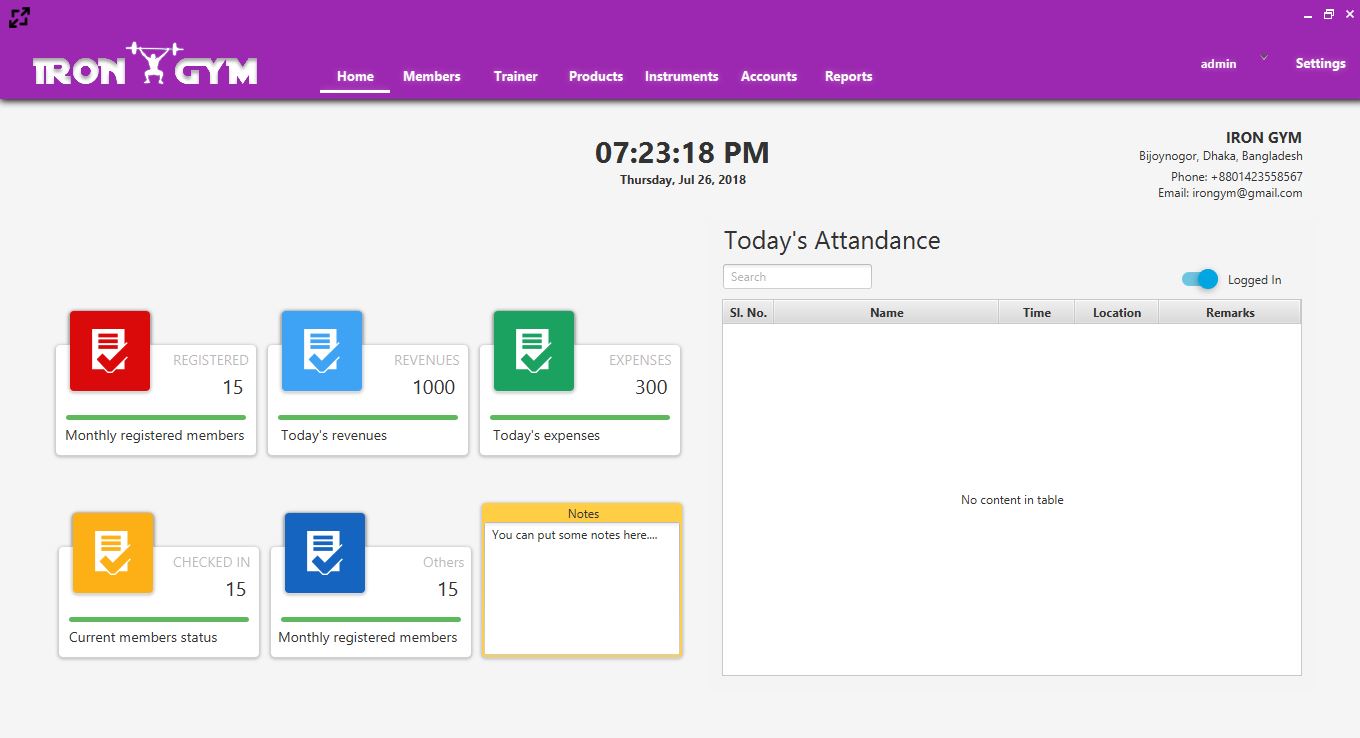 IRON GYM
Home Members Trainer Products Instruments Accounts Reports
admin
Settings
07:23:18 PM
Thursday, Jul 26, 2018
IRON GYM
Bijoynogor, Dhaka, Bangladesh
Phone: +8801423558567
Email: irongym@gmail.com
REGISTERED
15
Monthly registered members
REVENUES
1000
Today's revenues
EXPENSES
300
Today's expenses
CHECKED IN
15
Current members status
Others
15
Monthly registered members
Notes
You can put some notes here....
Today's Attandance
Search
Logged In
Sl. No. Name Time Location Remarks
No content in table